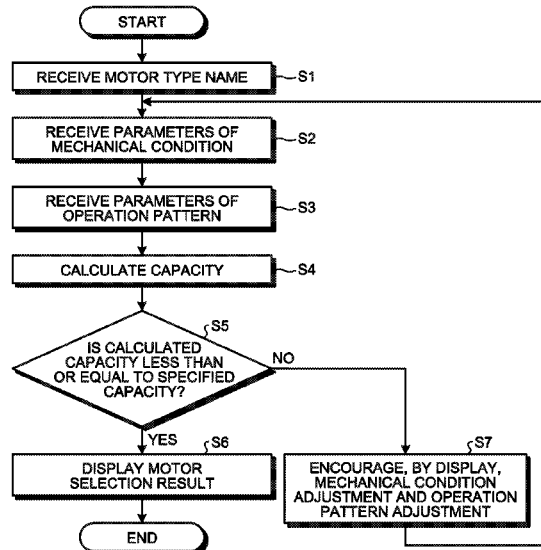 START
RECEIVE MOTOR TYPE NAME
S1
RECEIVE PARAMETERS OF
MECHANICAL CONDITION
S2
RECEIVE PARAMETERS OF
OPERATION PATTERN
S3
CALCULATE CAPACITY
S4
S5
IS CALCULATED
CAPACITY LESS THAN
OR EQUAL TO SPECIFIED
CAPACITY?
NO
YES
S6
DISPLAY MOTOR
SELECTION RESULT
S7
ENCOURAGE, BY DISPLAY,
MECHANICAL CONDITION
ADJUSTMENT AND OPERATION
PATTERN ADJUSTMENT
END